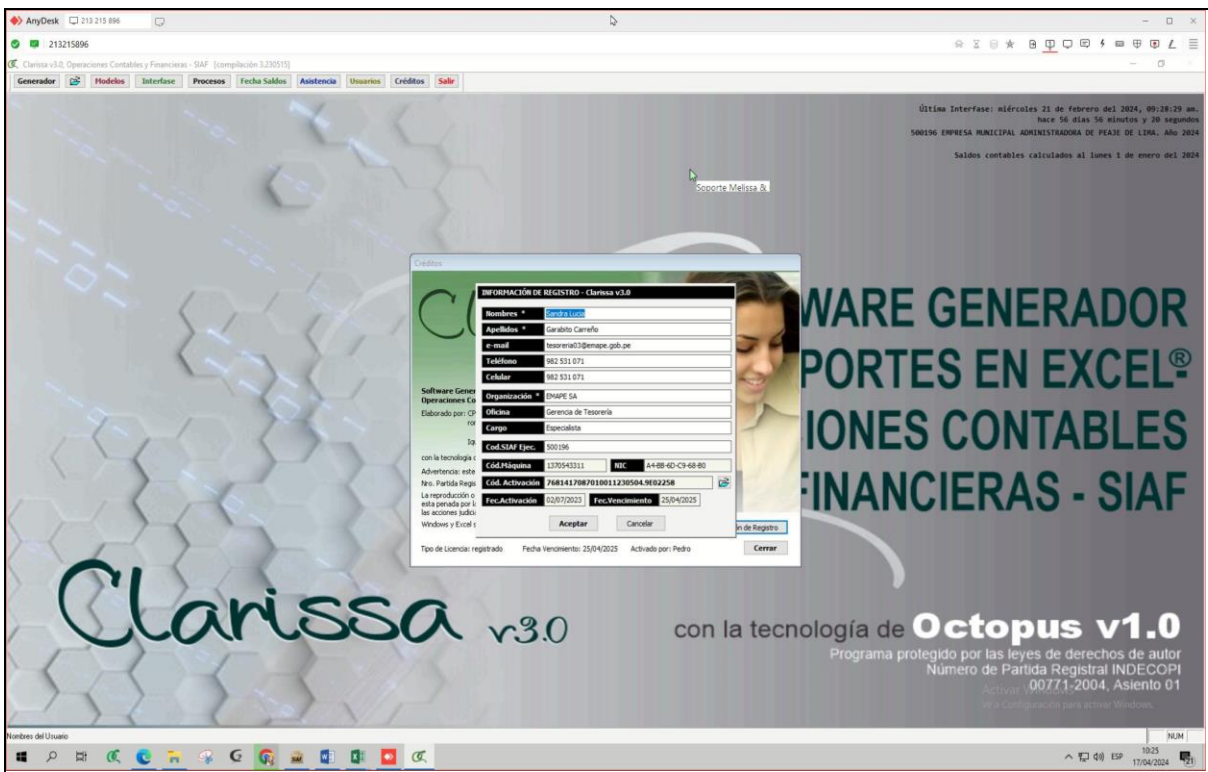 AnyDesk 213 215 896
213215896
Clarissa v3.0, Operaciones Contables y Financieras - SIAF [compilación 3.230515]
Generador Modelos Interfase Procesos Fecha Saldos Asistencia Usuarios Créditos Salir
Última Interfase: miércoles 21 de febrero del 2024, 09:28:29 am.
hace 56 días 56 minutos y 20 segundos
500196 EMPRESA MUNICIPAL ADMINISTRADORA DE PEAJE DE LIMA. Año 2024
Saldos contables calculados al lunes 1 de enero del 2024
Soporte Melissa &
Créditos
INFORMACIÓN DE REGISTRO - Clarissa v3.0
Nombres * Sandra Lucia
Apellidos * Garabito Carreño
e-mail tesoreria03@emape.gob.pe
Teléfono 982 531 071
Celular 982 531 071
Organización * EMAPE SA
Oficina Gerencia de Tesorería
Cargo Especialista
Cod.SIAF Ejec. 500196
Cód.Máquina 1370543311 NIC A4-BB-6D-C9-68-B0
Cód. Activación 7681417087010011230504.9E02258
Fec.Activación 02/07/2023 Fec.Vencimiento 25/04/2025
Aceptar Cancelar
Software Gener
Operaciones Co
Elaborado por: CP
ror
Iqu
con la tecnología d
Advertencia: este
Nro. Partida Regis
La reproducción o
esta penada por l
las acciones judici
Windows y Excel s
ón de Registro
Tipo de Licencia: registrado Fecha Vencimiento: 25/04/2025 Activado por: Pedro Cerrar
WARE GENERADOR
PORTES EN EXCEL®
IONES CONTABLES
FINANCIERAS - SIAF
Clarissa v3.0
con la tecnología de Octopus v1.0
Programa protegido por las leyes de derechos de autor
Número de Partida Registral INDECOPI
00771-2004, Asiento 01
Activar Windows
Ve a Configuración para activar Windows.
Nombres del Usuario NUM
ESP 10:25
17/04/2024